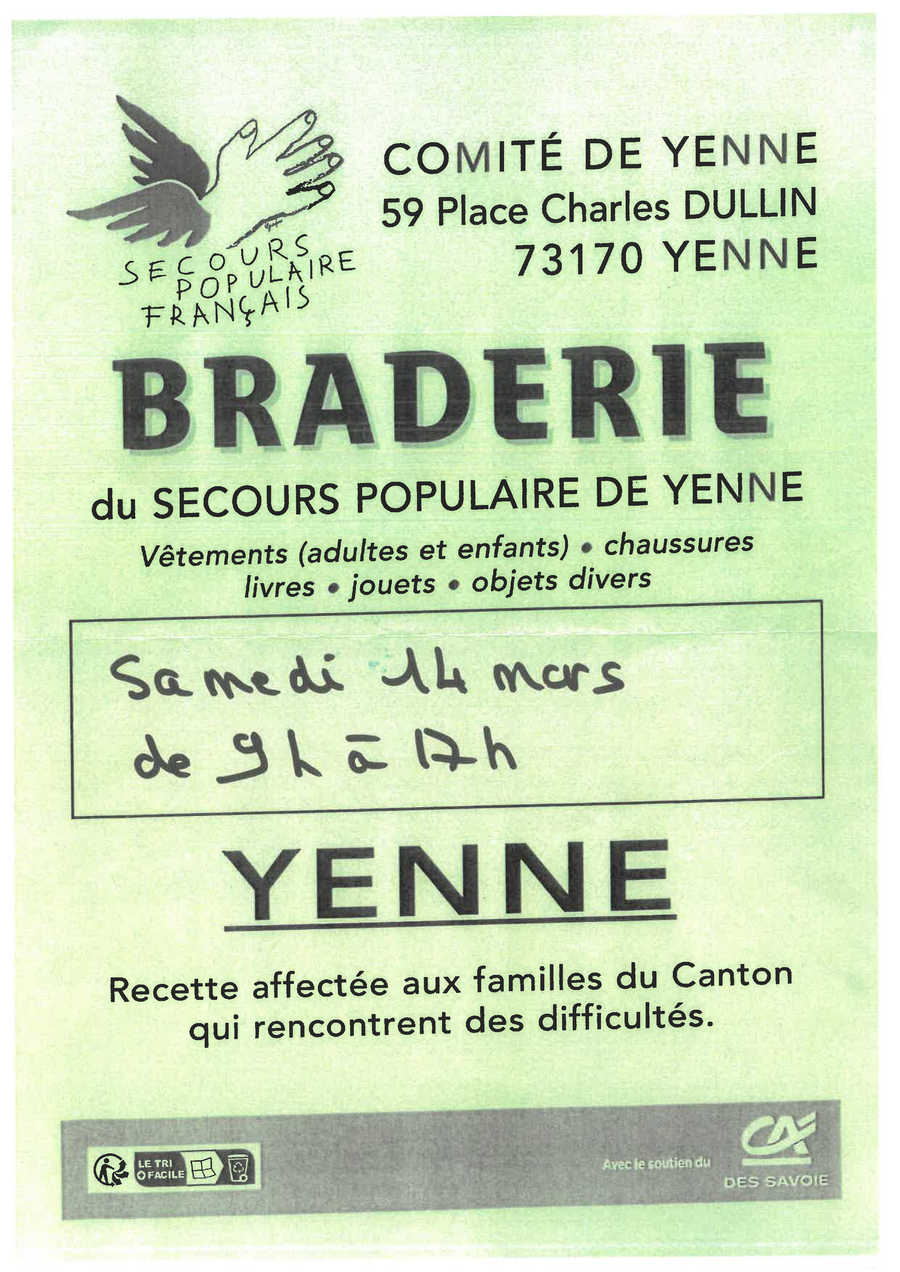 COMITÉ DE YENNE
59 Place Charles DULLIN
73170 YENNE
SECOURS
POPULAIRE
FRANÇAIS
BRADERIE
du SECOURS POPULAIRE DE YENNE
Vêtements (adultes et enfants) • chaussures
livres • jouets • objets divers
Samedi 14 mars
de 9h à 17h
YENNE
Recette affectée aux familles du Canton
qui rencontrent des difficultés.
LE TRI
+ FACILE
Avec le soutien du
CA
DES SAVOIE